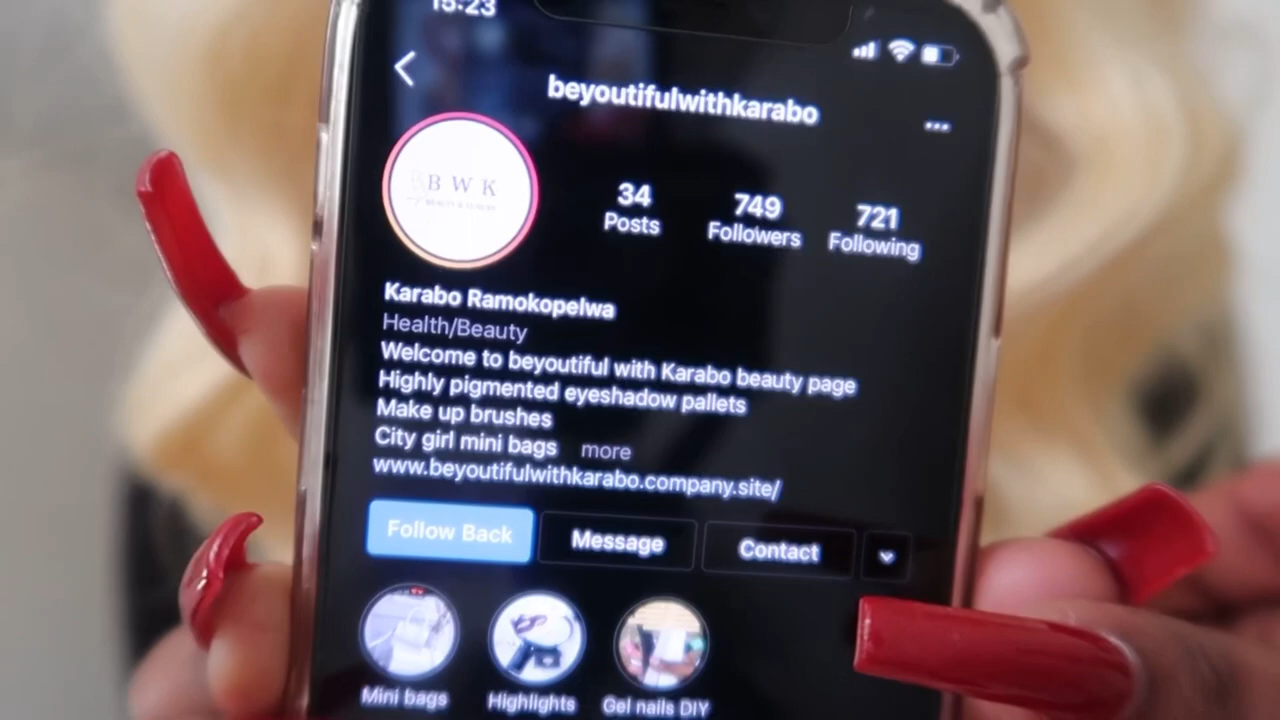 15:23
beyoutifulwithkarabo
B W K
34
Posts
749
Followers
721
Following
Karabo Ramokopelwa
Health/Beauty
Welcome to beyoutiful with Karabo beauty page
Highly pigmented eyeshadow pallets
Make up brushes
City girl mini bags more
www.beyoutifulwithkarabo.company.site/
Follow Back
Message
Contact
Mini bags
Highlights
Gel nails DIY